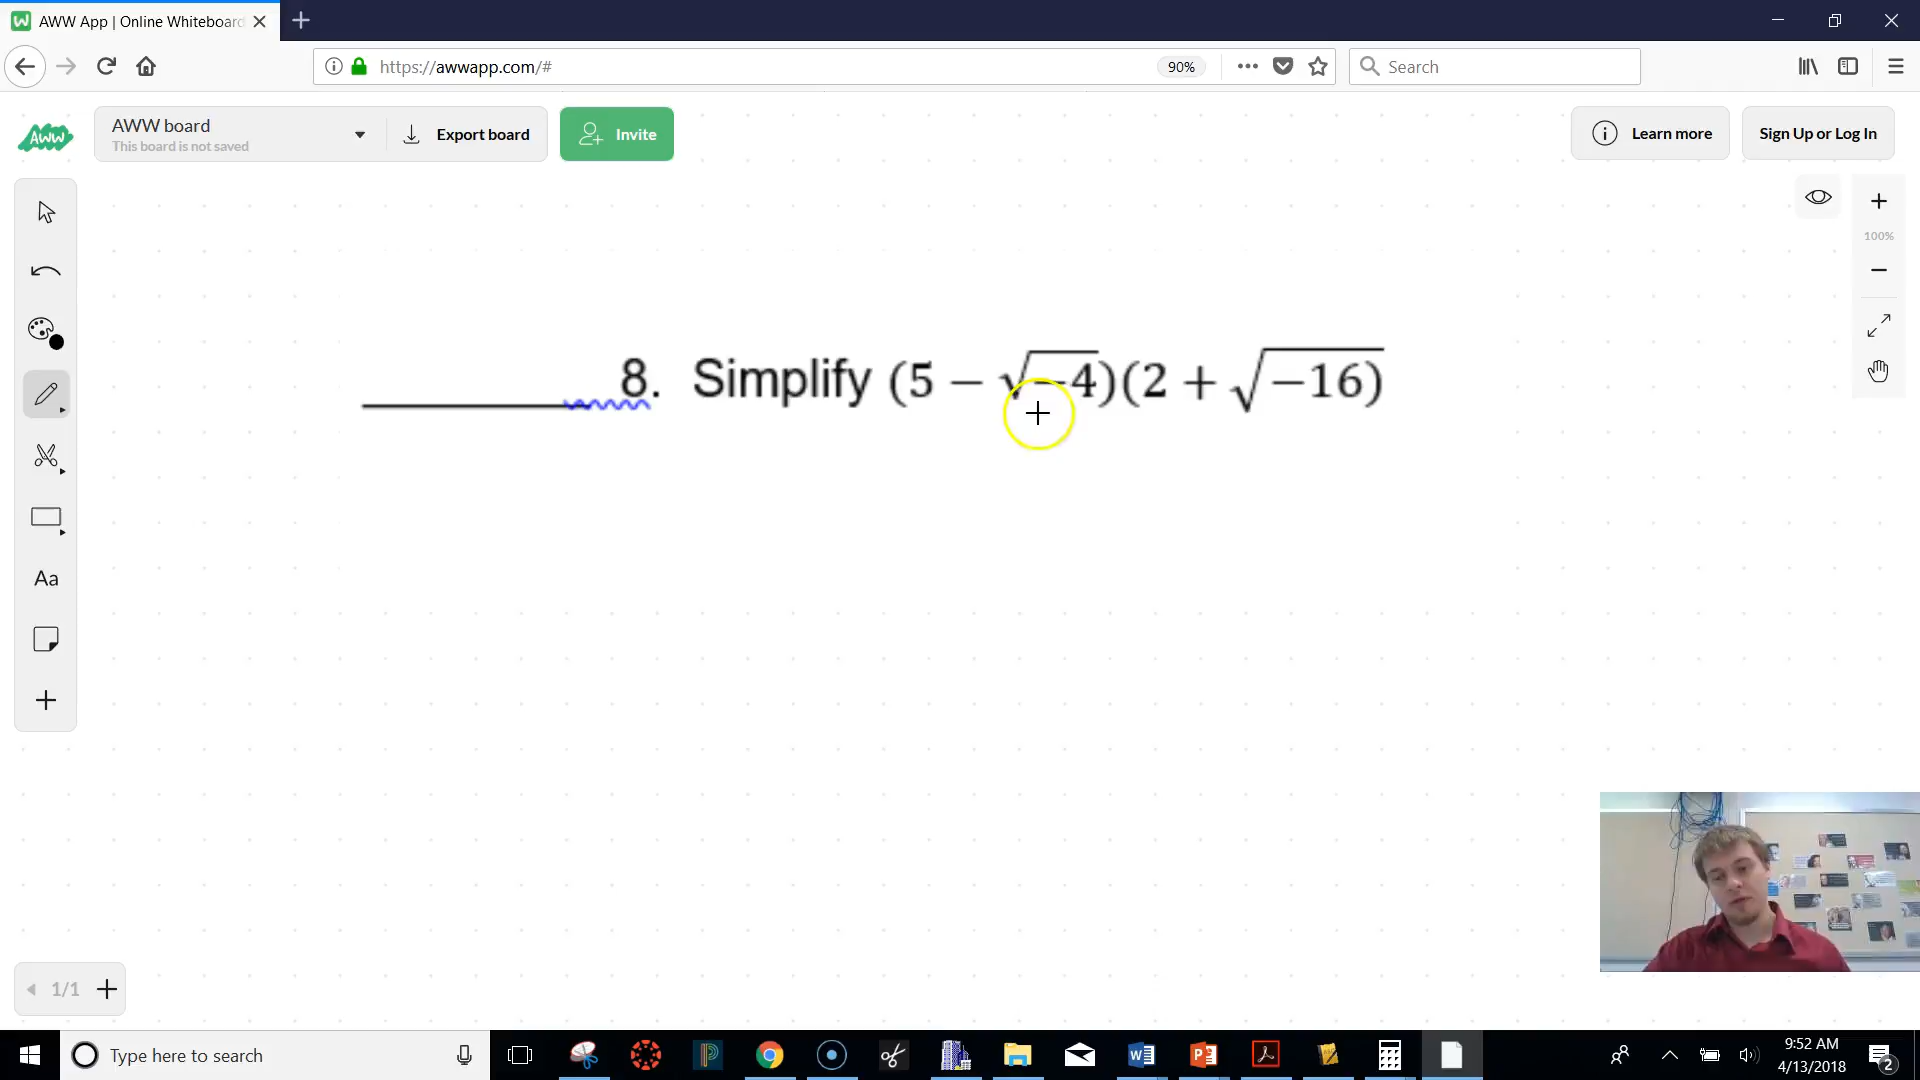 AWW App | Online Whiteboard
https://awwapp.com/#
90%
Search
AWW
AWW board
This board is not saved
Export board
Invite
Learn more
Sign Up or Log In
100%
8. Simplify (5 − √−4)(2 + √−16)
Aa
1/1
Type here to search
9:52 AM
4/13/2018
2